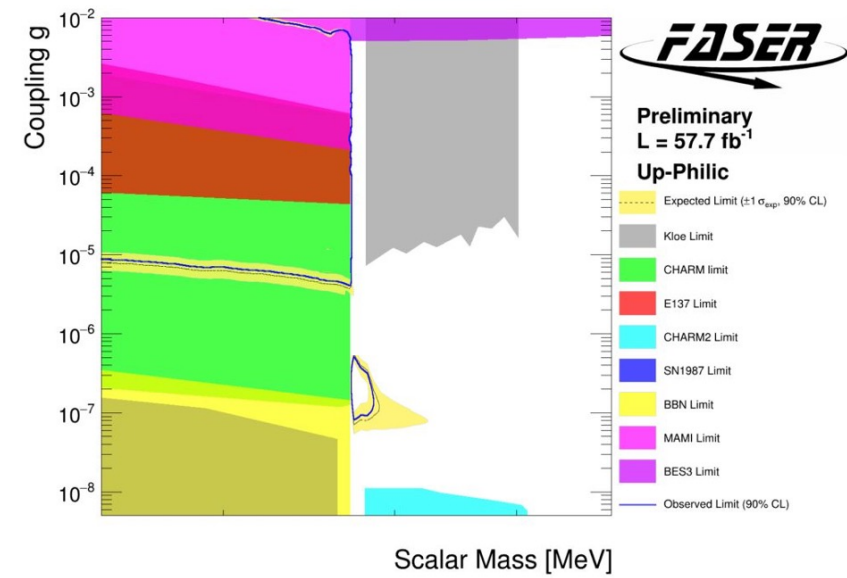 Coupling g
10⁻²
10⁻³
10⁻⁴
10⁻⁵
10⁻⁶
10⁻⁷
10⁻⁸
Scalar Mass [MeV]
FASER
Preliminary
L = 57.7 fb⁻¹
Up-Philic
Expected Limit (±1 σexp, 90% CL)
Kloe Limit
CHARM limit
E137 Limit
CHARM2 Limit
SN1987 Limit
BBN Limit
MAMI Limit
BES3 Limit
Observed Limit (90% CL)